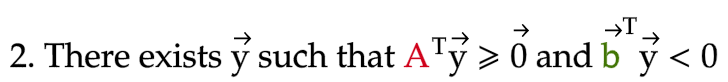 2. There exists y⃗ such that Aᵀy⃗ ⩾ 0⃗ and b⃗ᵀy⃗ < 0